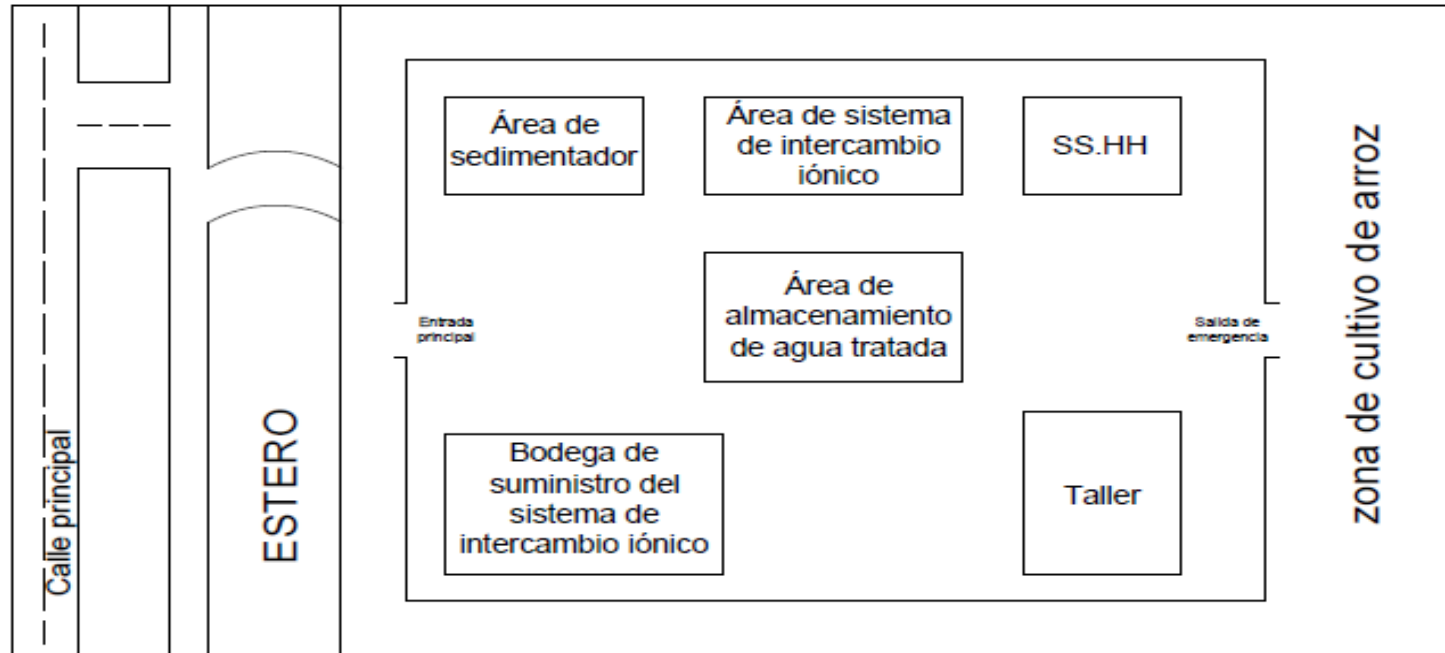 Área de
sedimentador
Área de sistema
de intercambio
iónico
SS.HH
Entrada
principal
Área de
almacenamiento
de agua tratada
Salida de
emergencia
Bodega de
suministro del
sistema de
intercambio iónico
Taller
Calle principal
ESTERO
zona de cultivo de arroz